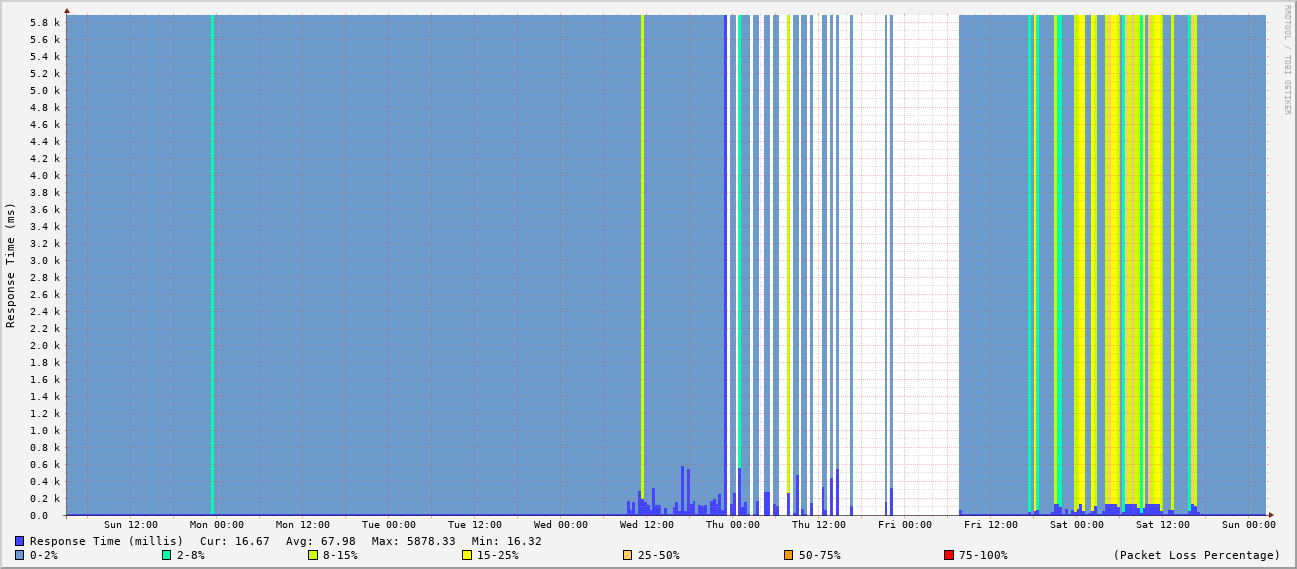 RRDTOOL / TOBI OETIKER
Response Time (ms)
5.8 k
5.6 k
5.4 k
5.2 k
5.0 k
4.8 k
4.6 k
4.4 k
4.2 k
4.0 k
3.8 k
3.6 k
3.4 k
3.2 k
3.0 k
2.8 k
2.6 k
2.4 k
2.2 k
2.0 k
1.8 k
1.6 k
1.4 k
1.2 k
1.0 k
0.8 k
0.6 k
0.4 k
0.2 k
0.0
Sun 12:00 Mon 00:00 Mon 12:00 Tue 00:00 Tue 12:00 Wed 00:00 Wed 12:00 Thu 00:00 Thu 12:00 Fri 00:00 Fri 12:00 Sat 00:00 Sat 12:00 Sun 00:00
Response Time (millis) Cur: 16.67 Avg: 67.98 Max: 5878.33 Min: 16.32
0-2% 2-8% 8-15% 15-25% 25-50% 50-75% 75-100% (Packet Loss Percentage)